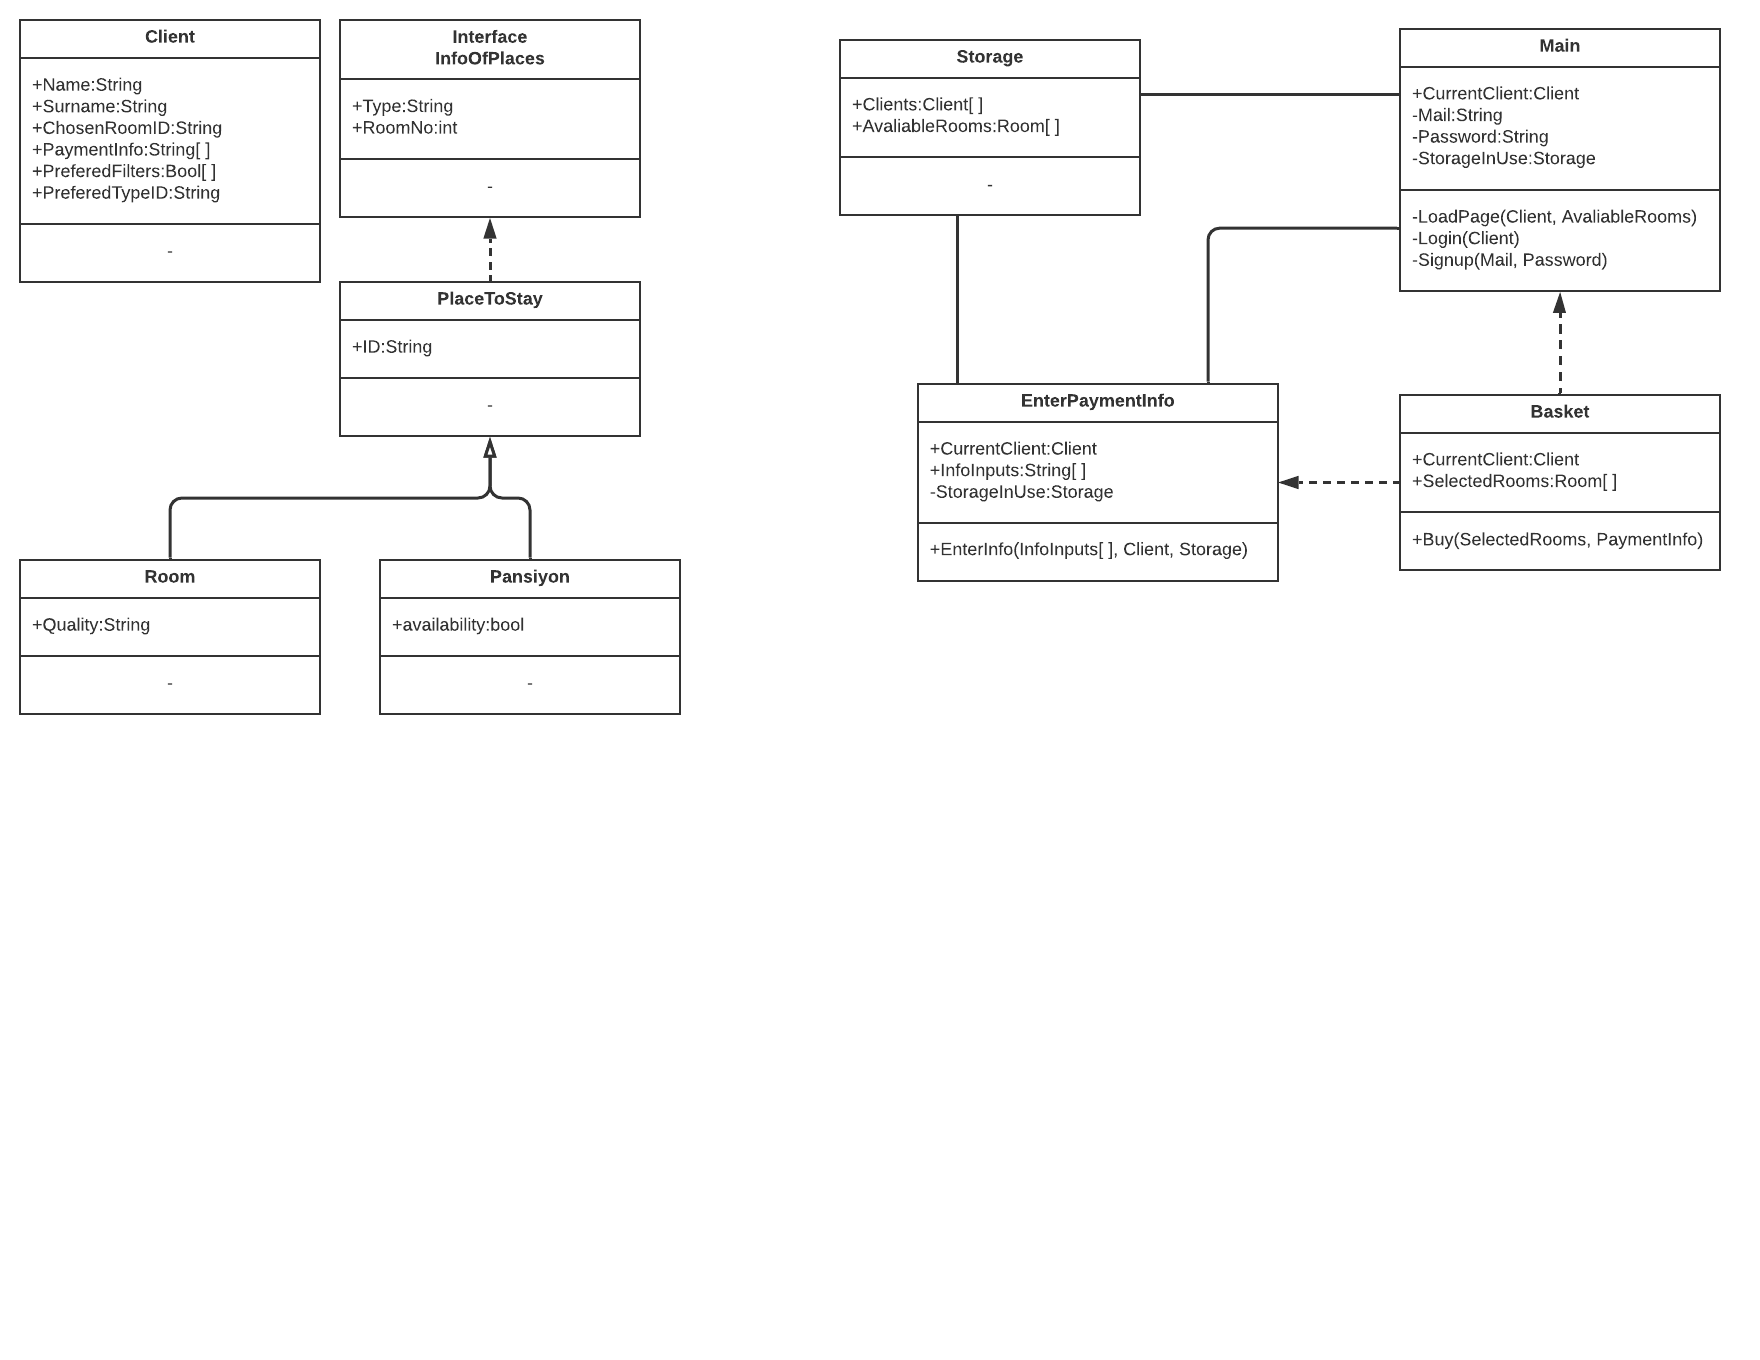 Client
+Name:String
+Surname:String
+ChosenRoomID:String
+PaymentInfo:String[ ]
+PreferedFilters:Bool[ ]
+PreferedTypeID:String
-
Interface
InfoOfPlaces
+Type:String
+RoomNo:int
-
PlaceToStay
+ID:String
-
Room
+Quality:String
-
Pansiyon
+availability:bool
-
Storage
+Clients:Client[ ]
+AvaliableRooms:Room[ ]
-
Main
+CurrentClient:Client
-Mail:String
-Password:String
-StorageInUse:Storage
-LoadPage(Client, AvaliableRooms)
-Login(Client)
-Signup(Mail, Password)
EnterPaymentInfo
+CurrentClient:Client
+InfoInputs:String[ ]
-StorageInUse:Storage
+EnterInfo(InfoInputs[ ], Client, Storage)
Basket
+CurrentClient:Client
+SelectedRooms:Room[ ]
+Buy(SelectedRooms, PaymentInfo)